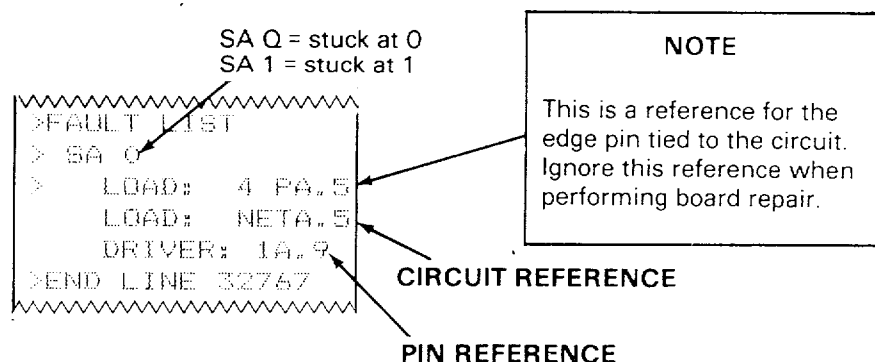 SA O = stuck at 0
SA 1 = stuck at 1
>FAULT LIST
> SA 0
> LOAD: 4 PA.5
LOAD: NETA.5
DRIVER: 1A.9
>END LINE 32767
NOTE
This is a reference for the
edge pin tied to the circuit.
Ignore this reference when
performing board repair.
CIRCUIT REFERENCE
PIN REFERENCE